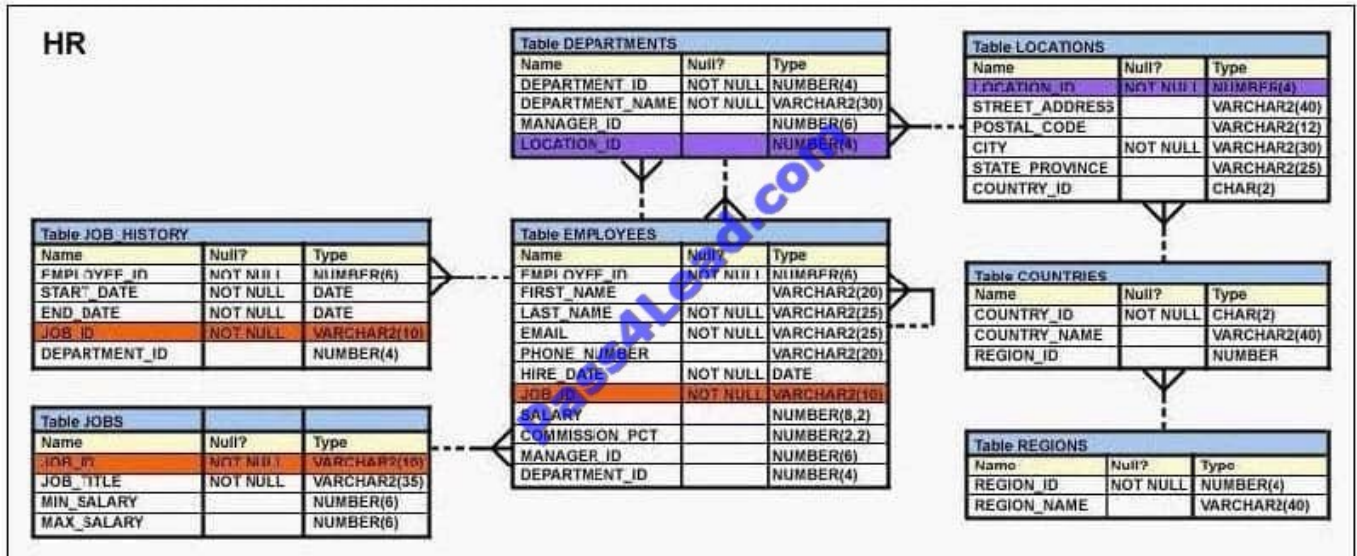 HR
Table DEPARTMENTS
Name Null? Type
DEPARTMENT_ID NOT NULL NUMBER(4)
DEPARTMENT_NAME NOT NULL VARCHAR2(30)
MANAGER_ID NUMBER(6)
LOCATION_ID NUMBER(4)
Table LOCATIONS
Name Null? Type
LOCATION_ID NOT NULL NUMBER(4)
STREET_ADDRESS VARCHAR2(40)
POSTAL_CODE VARCHAR2(12)
CITY NOT NULL VARCHAR2(30)
STATE_PROVINCE VARCHAR2(25)
COUNTRY_ID CHAR(2)
Table JOB_HISTORY
Name Null? Type
EMPLOYEE_ID NOT NULL NUMBER(6)
START_DATE NOT NULL DATE
END_DATE NOT NULL DATE
JOB_ID NOT NULL VARCHAR2(10)
DEPARTMENT_ID NUMBER(4)
Table EMPLOYEES
Name Null? Type
EMPLOYEE_ID NOT NULL NUMBER(6)
FIRST_NAME VARCHAR2(20)
LAST_NAME NOT NULL VARCHAR2(25)
EMAIL NOT NULL VARCHAR2(25)
PHONE_NUMBER VARCHAR2(20)
HIRE_DATE NOT NULL DATE
JOB_ID NOT NULL VARCHAR2(10)
SALARY NUMBER(8,2)
COMMISSION_PCT NUMBER(2,2)
MANAGER_ID NUMBER(6)
DEPARTMENT_ID NUMBER(4)
Table COUNTRIES
Name Null? Type
COUNTRY_ID NOT NULL CHAR(2)
COUNTRY_NAME VARCHAR2(40)
REGION_ID NUMBER
Table JOBS
Name Null? Type
JOB_ID NOT NULL VARCHAR2(10)
JOB_TITLE NOT NULL VARCHAR2(35)
MIN_SALARY NUMBER(6)
MAX_SALARY NUMBER(6)
Table REGIONS
Name Null? Type
REGION_ID NOT NULL NUMBER(4)
REGION_NAME VARCHAR2(40)
Pass4Lead.com